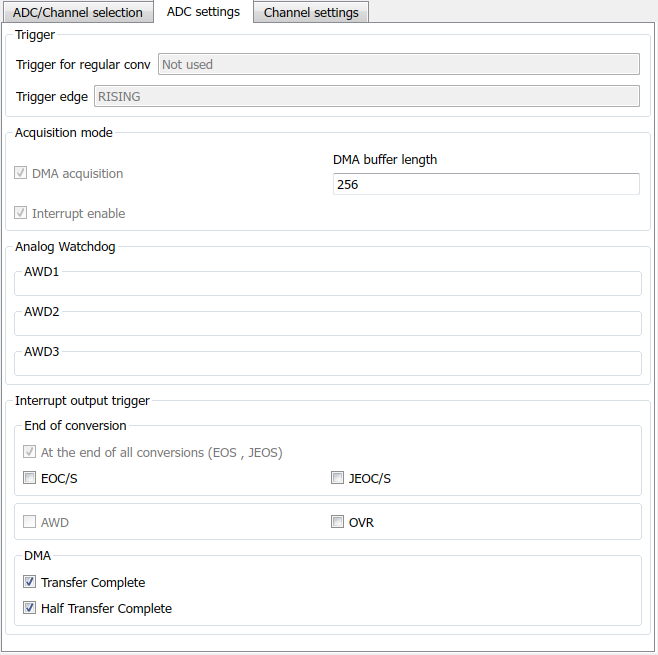 ADC/Channel selection
ADC settings
Channel settings
Trigger
Trigger for regular conv Not used
Trigger edge RISING
Acquisition mode
DMA buffer length
DMA acquisition
256
Interrupt enable
Analog Watchdog
AWD1
AWD2
AWD3
Interrupt output trigger
End of conversion
At the end of all conversions (EOS , JEOS)
EOC/S
JEOC/S
AWD
OVR
DMA
Transfer Complete
Half Transfer Complete